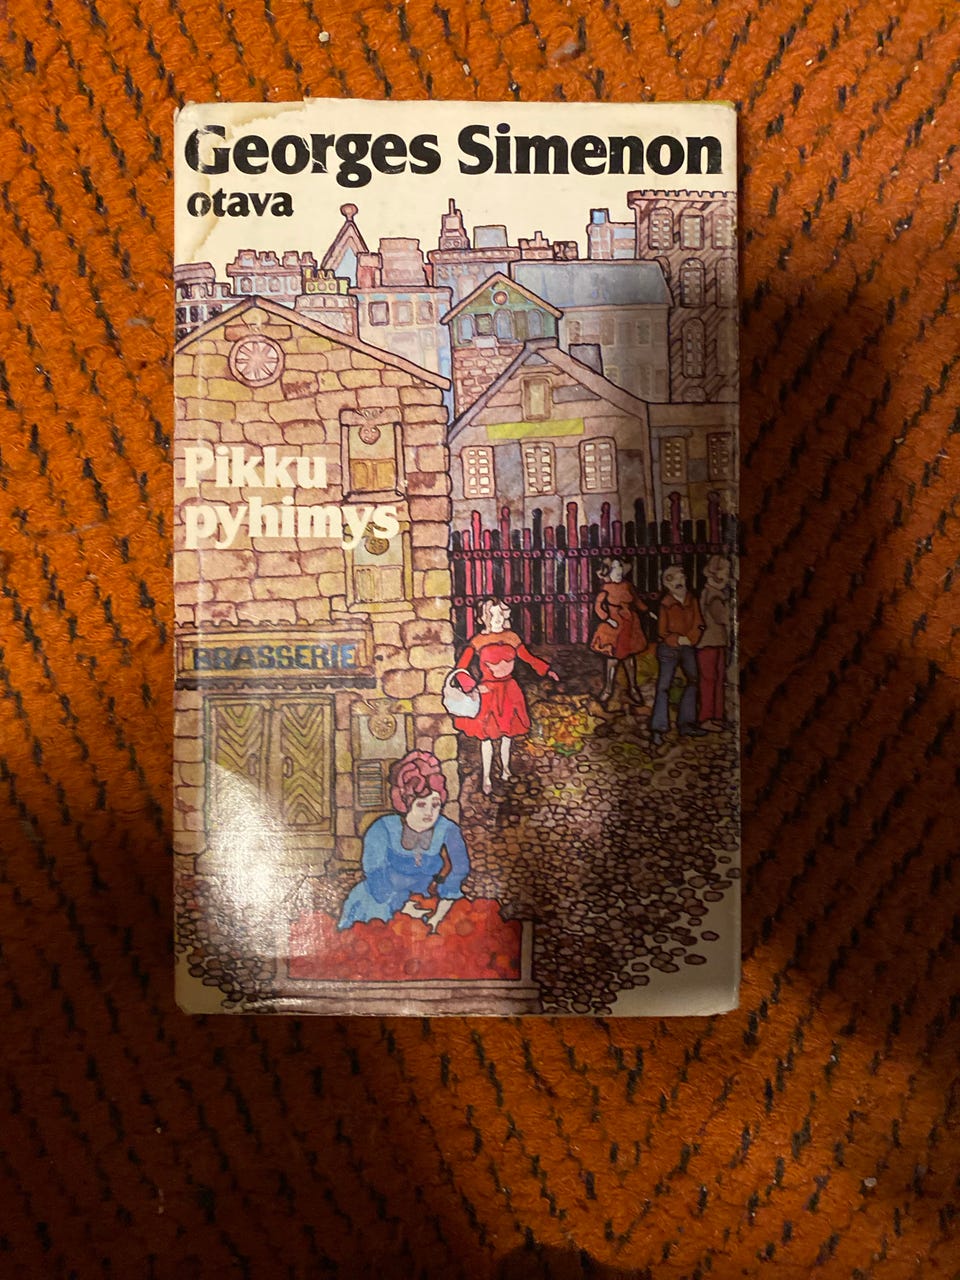 Georges Simenon
otava
Pikku
pyhimys
BRASSERIE